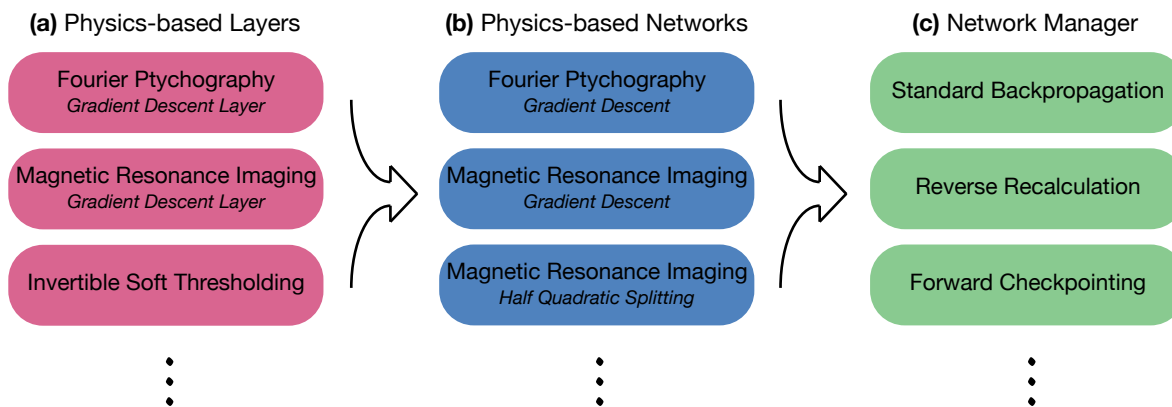 (a) Physics-based Layers
Fourier Ptychography
Gradient Descent Layer
Magnetic Resonance Imaging
Gradient Descent Layer
Invertible Soft Thresholding
(b) Physics-based Networks
Fourier Ptychography
Gradient Descent
Magnetic Resonance Imaging
Gradient Descent
Magnetic Resonance Imaging
Half Quadratic Splitting
(c) Network Manager
Standard Backpropagation
Reverse Recalculation
Forward Checkpointing